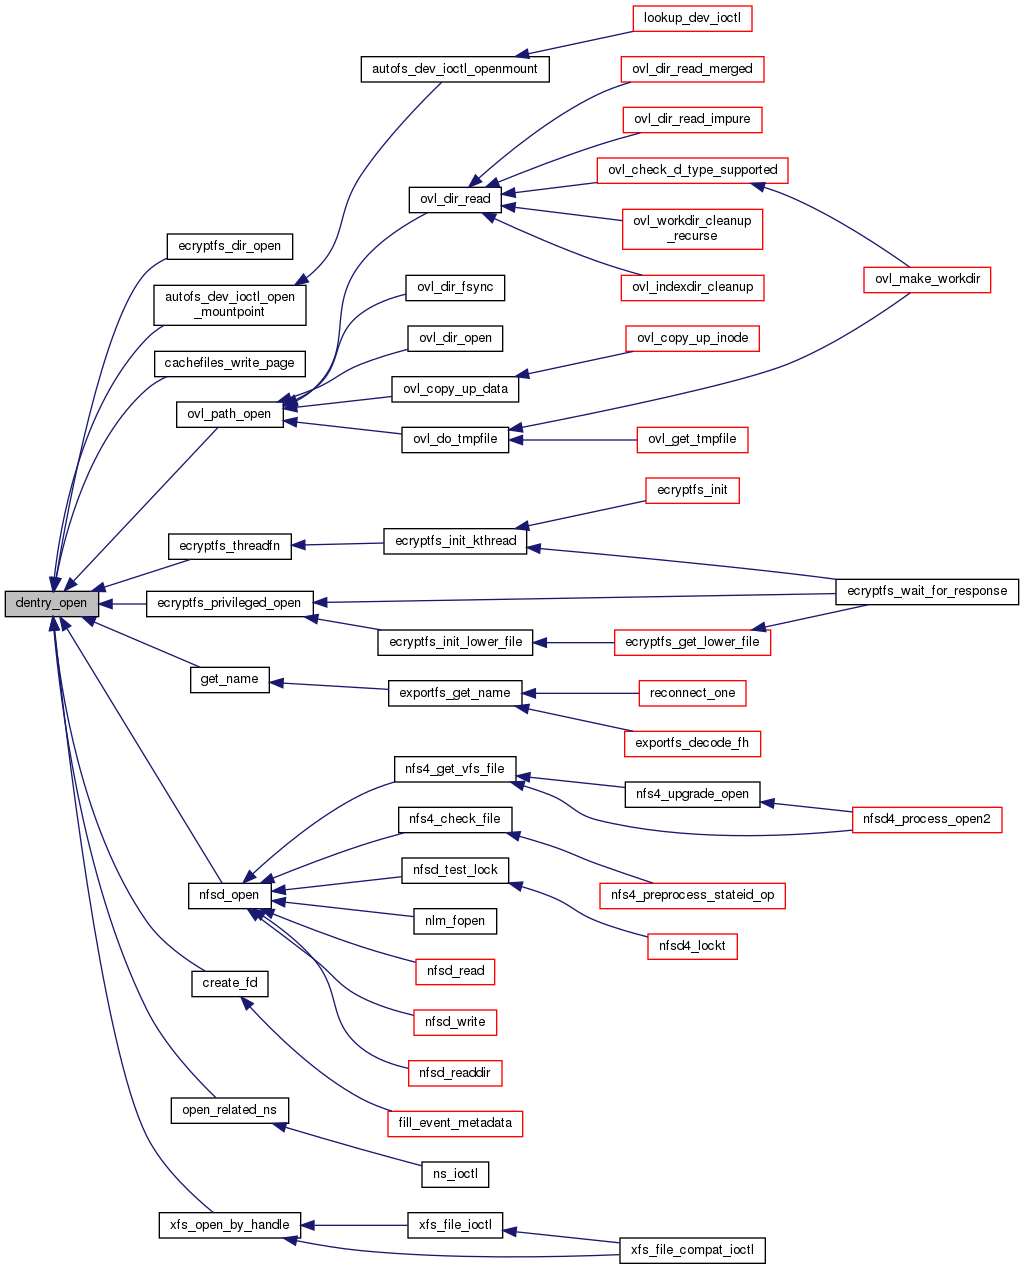 lookup_dev_ioctl
autofs_dev_ioctl_openmount
ovl_dir_read_merged
ovl_dir_read_impure
ovl_check_d_type_supported
ovl_dir_read
ovl_workdir_cleanup
_recurse
ecryptfs_dir_open
ovl_make_workdir
ovl_dir_fsync
ovl_indexdir_cleanup
autofs_dev_ioctl_open
_mountpoint
ovl_dir_open
ovl_copy_up_inode
cachefiles_write_page
ovl_copy_up_data
ovl_path_open
ovl_do_tmpfile
ovl_get_tmpfile
ecryptfs_init
ecryptfs_threadfn
ecryptfs_init_kthread
ecryptfs_wait_for_response
dentry_open
ecryptfs_privileged_open
ecryptfs_init_lower_file
ecryptfs_get_lower_file
get_name
exportfs_get_name
reconnect_one
exportfs_decode_fh
nfs4_get_vfs_file
nfs4_upgrade_open
nfs4_check_file
nfsd4_process_open2
nfsd_test_lock
nfsd_open
nfs4_preprocess_stateid_op
nlm_fopen
nfsd4_lockt
nfsd_read
create_fd
nfsd_write
nfsd_readdir
open_related_ns
fill_event_metadata
ns_ioctl
xfs_open_by_handle
xfs_file_ioctl
xfs_file_compat_ioctl